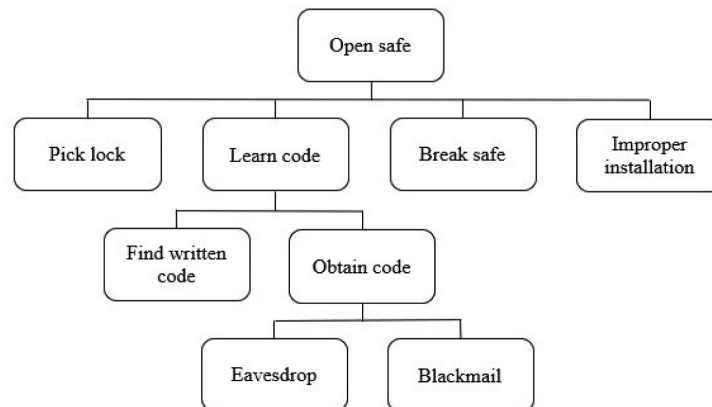 Open safe
Pick lock
Learn code
Break safe
Improper
installation
Find written
code
Obtain code
Eavesdrop
Blackmail